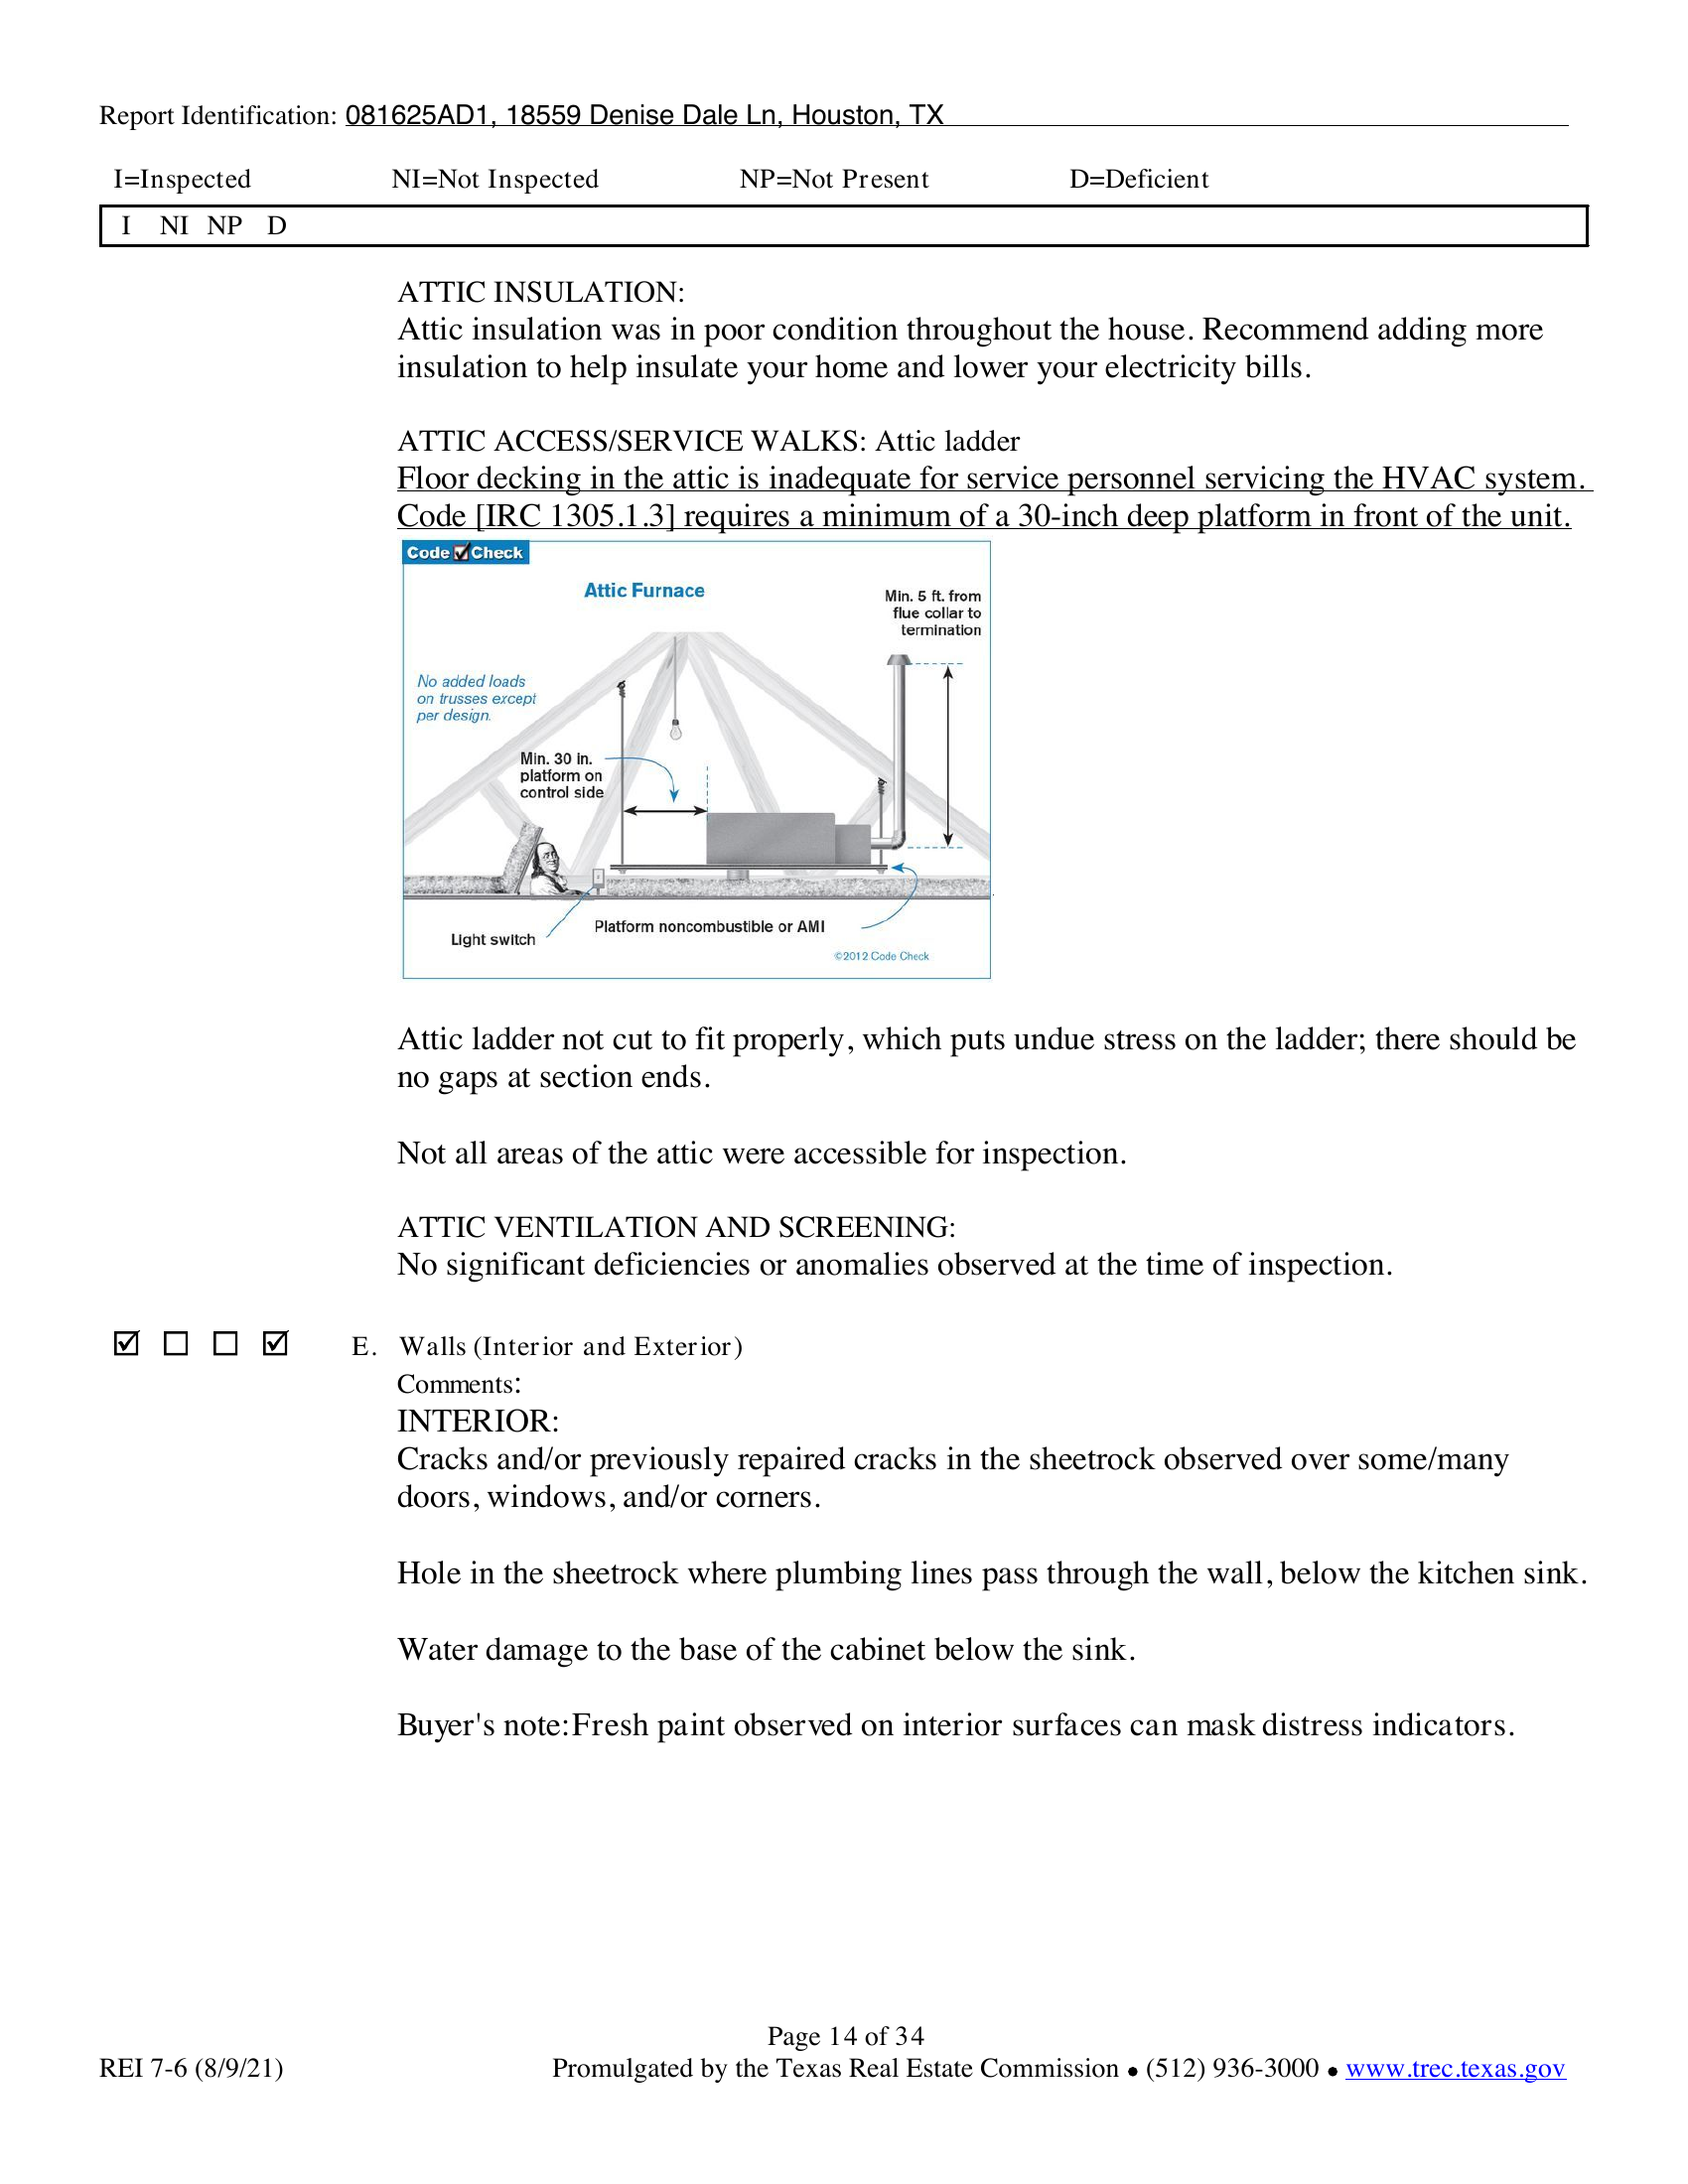 Report Identification: 081625AD1, 18559 Denise Dale Ln, Houston, TX
I=Inspected NI=Not Inspected NP=Not Present D=Deficient
I NI NP D
ATTIC INSULATION:
Attic insulation was in poor condition throughout the house. Recommend adding more
insulation to help insulate your home and lower your electricity bills.
ATTIC ACCESS/SERVICE WALKS: Attic ladder
Floor decking in the attic is inadequate for service personnel servicing the HVAC system.
Code [IRC 1305.1.3] requires a minimum of a 30-inch deep platform in front of the unit.
Code Check
Attic Furnace
Min. 5 ft. from
flue collar to
termination
No added loads
on trusses except
per design.
Min. 30 in.
platform on
control side
Light switch
Platform noncombustible or AMI
©2012 Code Check
Attic ladder not cut to fit properly, which puts undue stress on the ladder; there should be
no gaps at section ends.
Not all areas of the attic were accessible for inspection.
ATTIC VENTILATION AND SCREENING:
No significant deficiencies or anomalies observed at the time of inspection.
E. Walls (Interior and Exterior)
Comments:
INTERIOR:
Cracks and/or previously repaired cracks in the sheetrock observed over some/many
doors, windows, and/or corners.
Hole in the sheetrock where plumbing lines pass through the wall, below the kitchen sink.
Water damage to the base of the cabinet below the sink.
Buyer's note:Fresh paint observed on interior surfaces can mask distress indicators.
Page 14 of 34
REI 7-6 (8/9/21) Promulgated by the Texas Real Estate Commission ● (512) 936-3000 ● www.trec.texas.gov